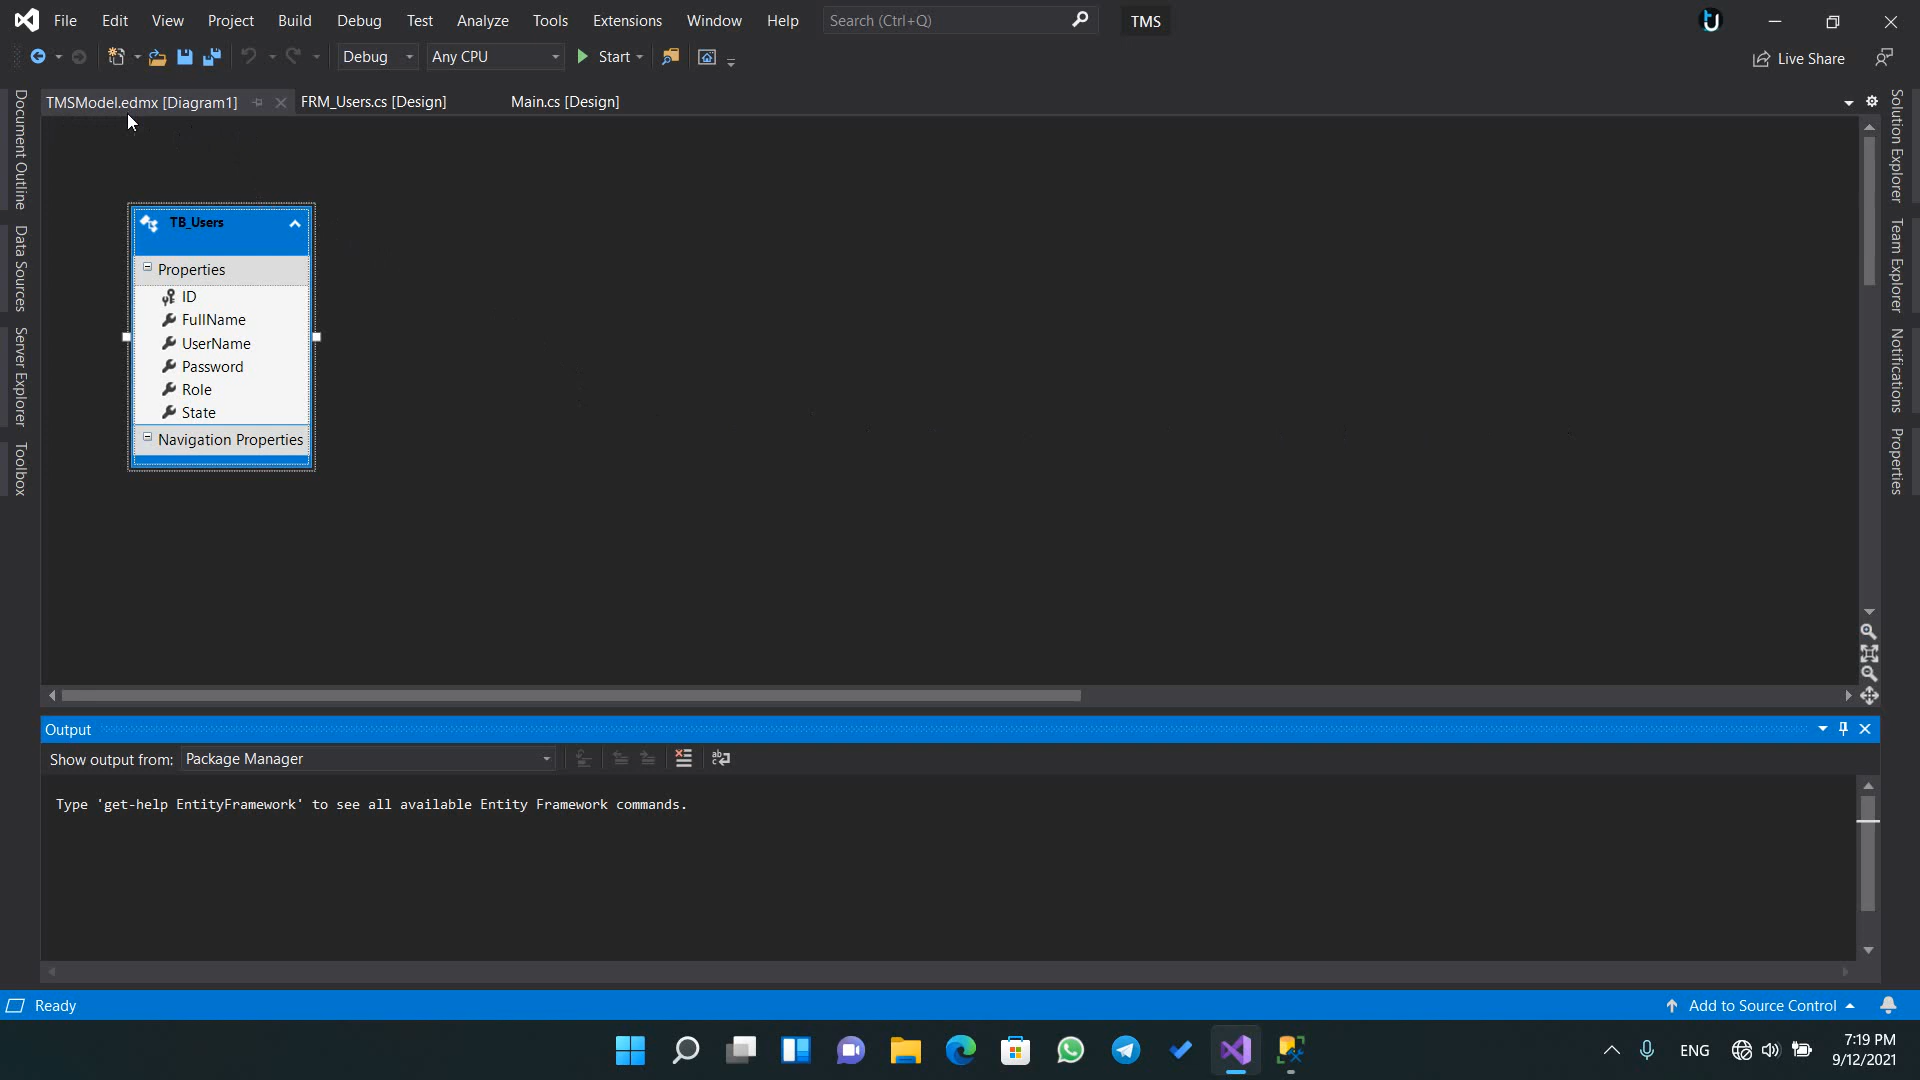 File Edit View Project Build Debug Test Analyze Tools Extensions Window Help Search (Ctrl+Q) TMS
Debug Any CPU Start Live Share
TMSModel.edmx [Diagram1] FRM_Users.cs [Design] Main.cs [Design]
Document Outline
Data Sources
Server Explorer
Toolbox
TB_Users
Properties
ID
FullName
UserName
Password
Role
State
Navigation Properties
Solution Explorer
Team Explorer
Notifications
Properties
Output
Show output from: Package Manager
Type 'get-help EntityFramework' to see all available Entity Framework commands.
Ready Add to Source Control
ENG 7:19 PM
9/12/2021